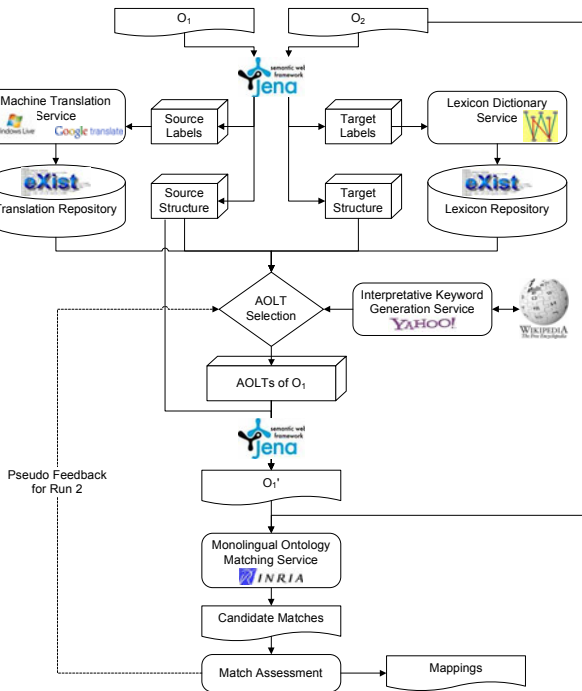 O₁
O₂
semantic web
framework
Jena
Machine Translation
Service
Windows Live
Google translate
Source
Labels
Target
Labels
Lexicon Dictionary
Service
W
eXist
Translation Repository
Source
Structure
Target
Structure
eXist
Lexicon Repository
AOLT
Selection
Interpretative Keyword
Generation Service
YAHOO!
WIKIPEDIA
The Free Encyclopedia
AOLTs of O₁
semantic web
framework
Jena
Pseudo Feedback
for Run 2
O₁'
Monolingual Ontology
Matching Service
INRIA
Candidate Matches
Match Assessment
Mappings